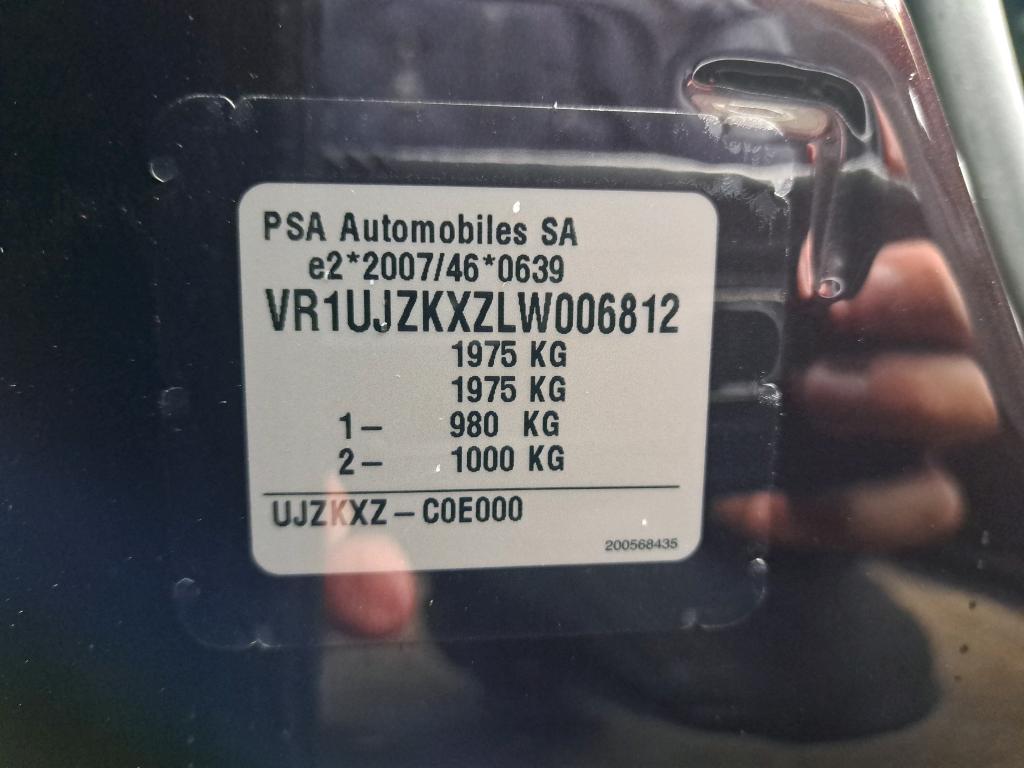 PSA Automobiles SA
e2*2007/46*0639
VR1UJZKXZLW006812
1975 KG
1975 KG
1– 980 KG
2– 1000 KG
UJZKXZ – C0E000
200568435